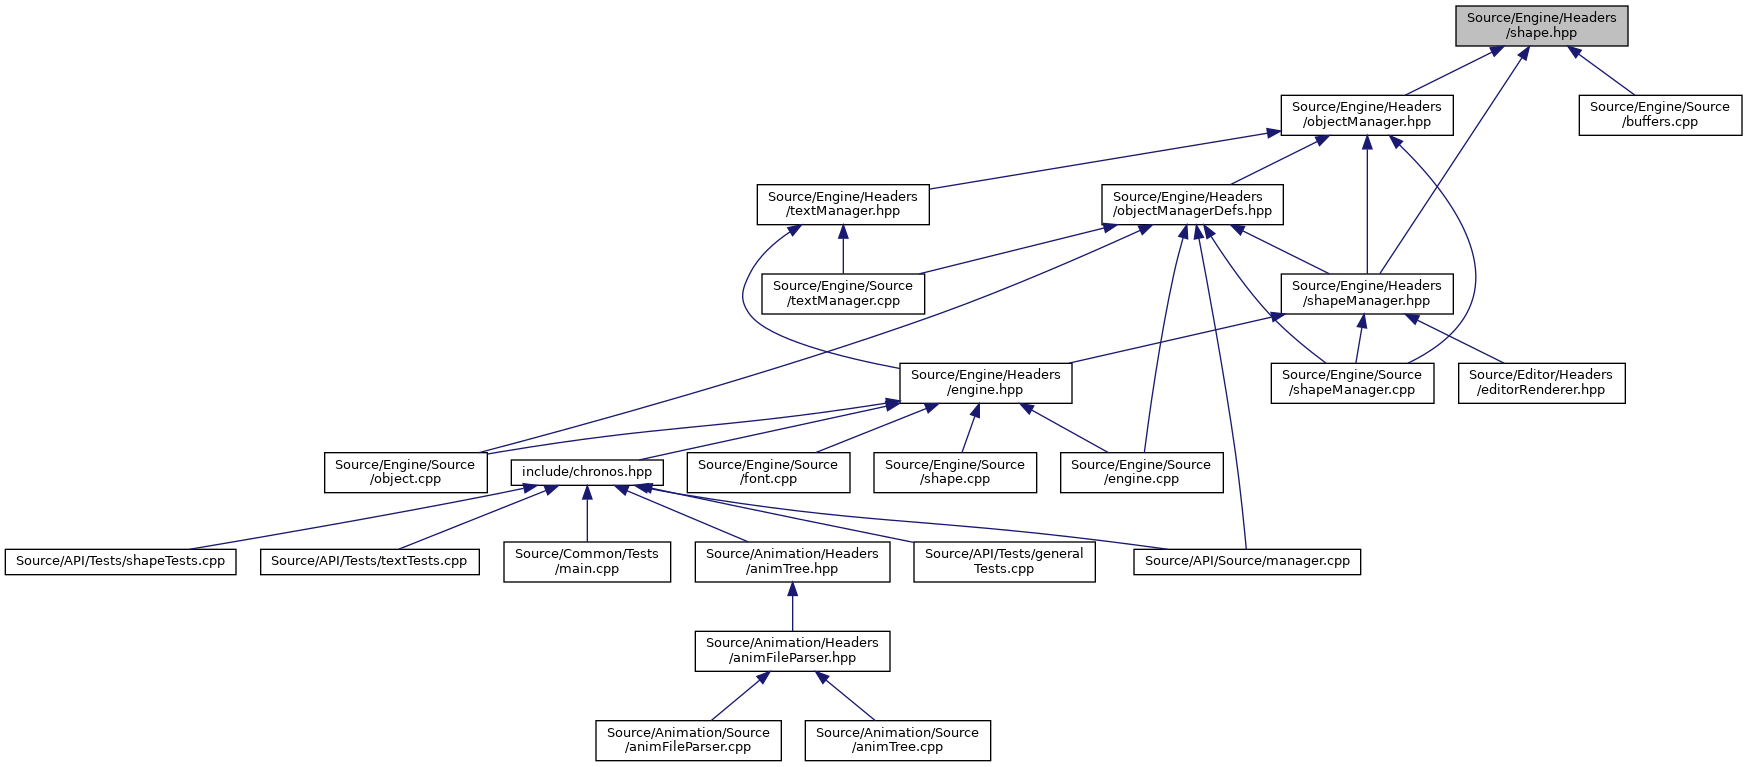 Source/Engine/Headers
/shape.hpp
Source/Engine/Headers
/objectManager.hpp
Source/Engine/Source
/buffers.cpp
Source/Engine/Headers
/textManager.hpp
Source/Engine/Headers
/objectManagerDefs.hpp
Source/Engine/Source
/textManager.cpp
Source/Engine/Headers
/shapeManager.hpp
Source/Engine/Headers
/engine.hpp
Source/Engine/Source
/shapeManager.cpp
Source/Editor/Headers
/editorRenderer.hpp
Source/Engine/Source
/object.cpp
include/chronos.hpp
Source/Engine/Source
/font.cpp
Source/Engine/Source
/shape.cpp
Source/Engine/Source
/engine.cpp
Source/API/Tests/shapeTests.cpp
Source/API/Tests/textTests.cpp
Source/Common/Tests
/main.cpp
Source/Animation/Headers
/animTree.hpp
Source/API/Tests/general
Tests.cpp
Source/API/Source/manager.cpp
Source/Animation/Headers
/animFileParser.hpp
Source/Animation/Source
/animFileParser.cpp
Source/Animation/Source
/animTree.cpp